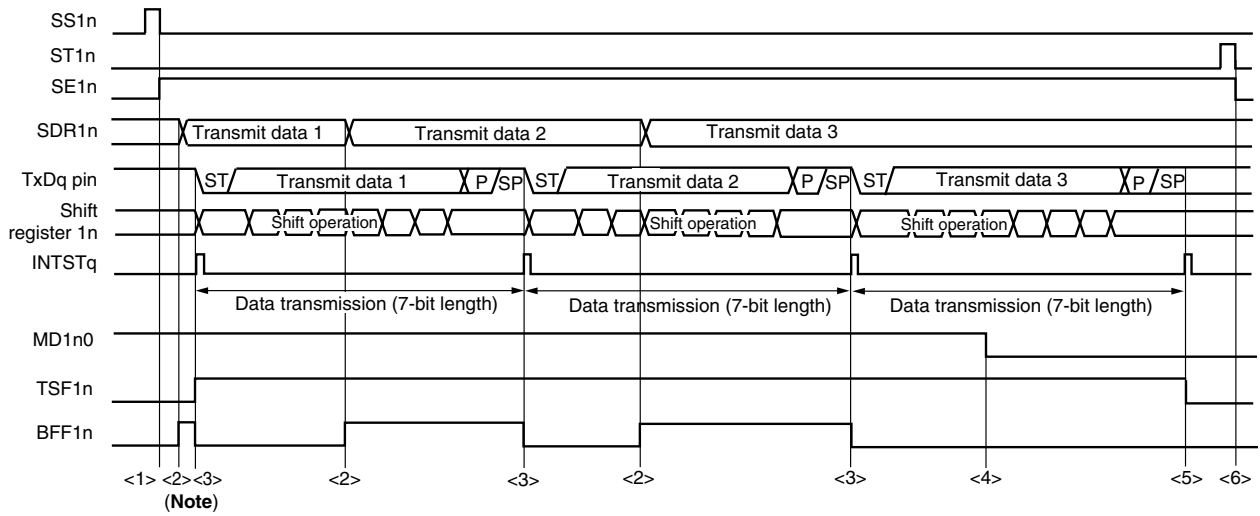 SS1n
ST1n
SE1n
SDR1n Transmit data 1 Transmit data 2 Transmit data 3
TxDq pin ST Transmit data 1 P SP ST Transmit data 2 P SP ST Transmit data 3 P SP
Shift
register 1n Shift operation Shift operation Shift operation
INTSTq
Data transmission (7-bit length) Data transmission (7-bit length) Data transmission (7-bit length)
MD1n0
TSF1n
BFF1n
<1> <2> <3> <2> <3> <2> <3> <4> <5> <6>
(Note)